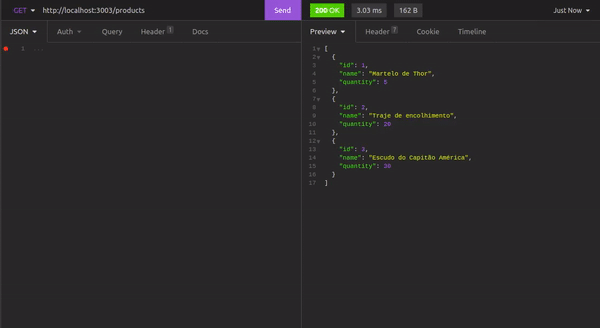 GET http://localhost:3003/products Send 200 OK 3.03 ms 162 B Just Now
JSON Auth Query Header 1 Docs Preview Header 7 Cookie Timeline
1
1 [
2 {
3 "id": 1,
4 "name": "Martelo de Thor",
5 "quantity": 5
6 },
7 {
8 "id": 2,
9 "name": "Traje de encolhimento",
10 "quantity": 20
11 },
12 {
13 "id": 3,
14 "name": "Escudo do Capitão América",
15 "quantity": 30
16 }
17 ]